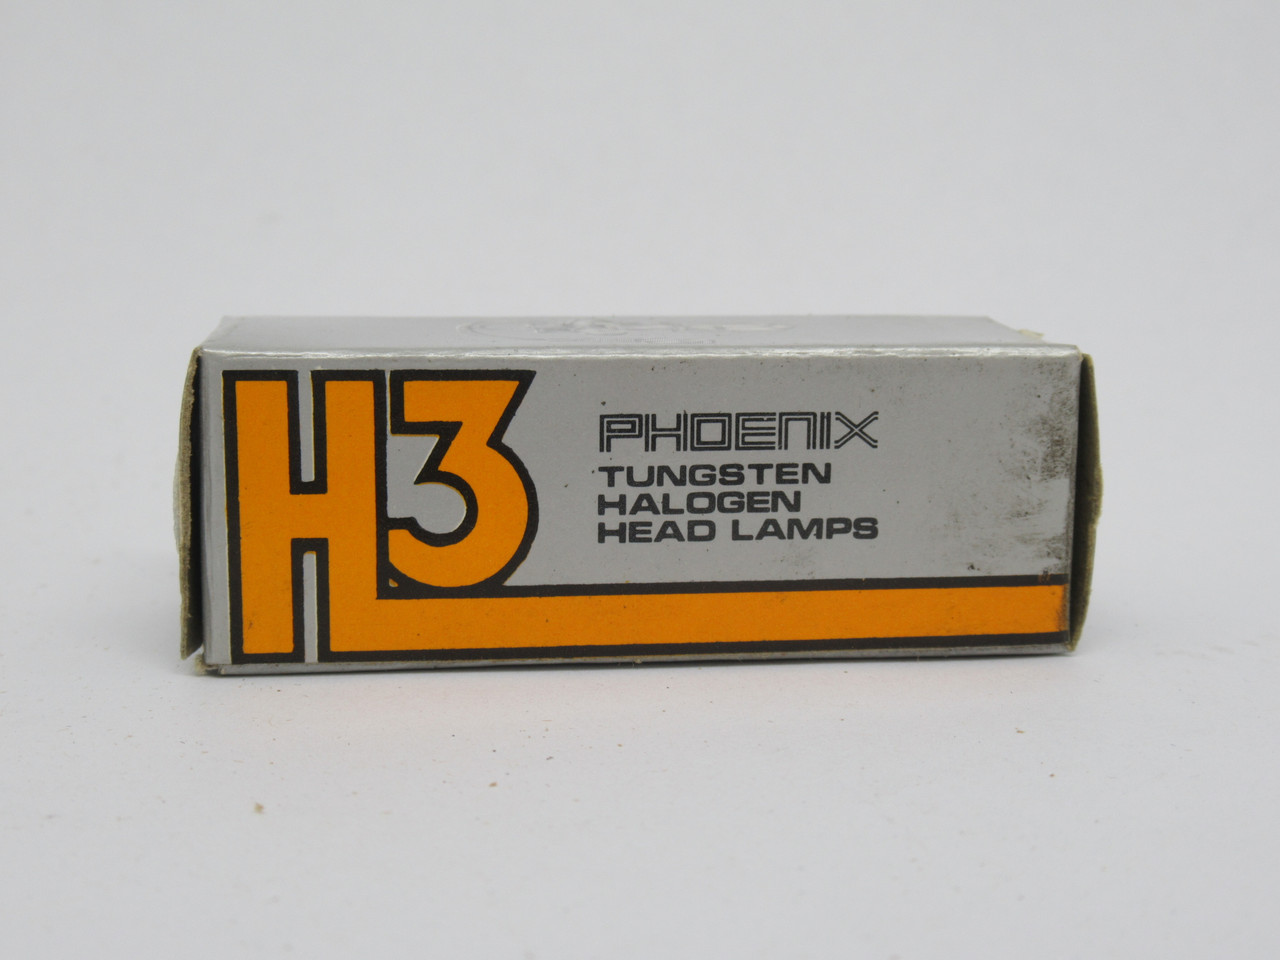 H3
PHOENIX
TUNGSTEN
HALOGEN
HEAD LAMPS